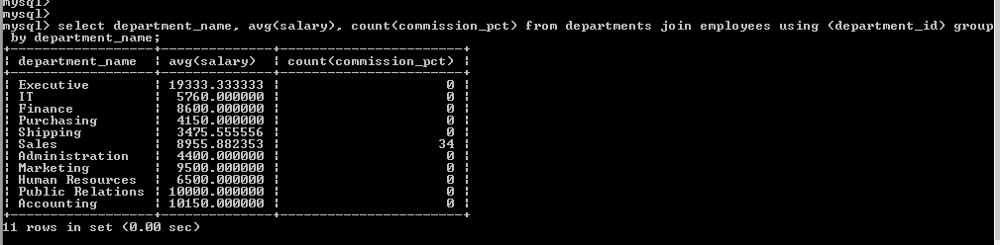 mysql>
mysql>
mysql> select department_name, avg(salary), count(commission_pct) from departments join employees using (department_id) group
 by department_name;
+-------------------+-------------+-----------------------+
| department_name | avg(salary) | count(commission_pct) |
+-------------------+-------------+-----------------------+
| Executive | 19333.333333 | 0 |
| IT | 5760.000000 | 0 |
| Finance | 8600.000000 | 0 |
| Purchasing | 4150.000000 | 0 |
| Shipping | 3475.555556 | 0 |
| Sales | 8955.882353 | 34 |
| Administration | 4400.000000 | 0 |
| Marketing | 9500.000000 | 0 |
| Human Resources | 6500.000000 | 0 |
| Public Relations | 10000.000000 | 0 |
| Accounting | 10150.000000 | 0 |
+-------------------+-------------+-----------------------+
11 rows in set (0.00 sec)